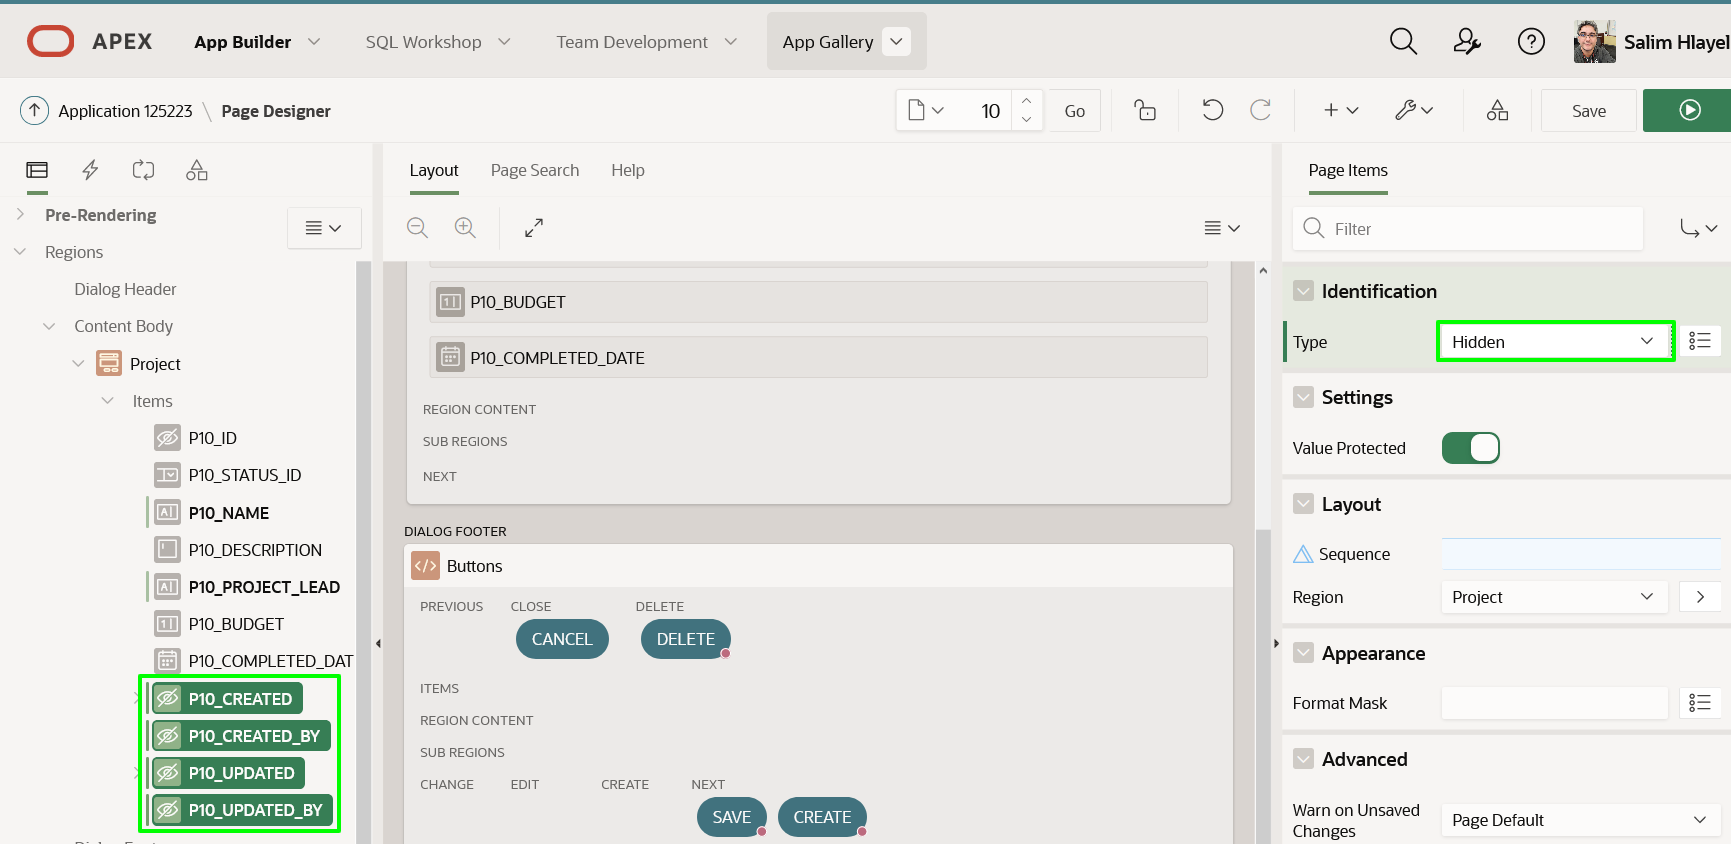 APEX
App Builder
SQL Workshop
Team Development
App Gallery
Salim Hlayel
Application 125223
Page Designer
10
Go
Save
Pre-Rendering
Regions
Dialog Header
Content Body
Project
Items
P10_ID
P10_STATUS_ID
P10_NAME
P10_DESCRIPTION
P10_PROJECT_LEAD
P10_BUDGET
P10_COMPLETED_DAT
P10_CREATED
P10_CREATED_BY
P10_UPDATED
P10_UPDATED_BY
Layout
Page Search
Help
P10_BUDGET
P10_COMPLETED_DATE
REGION CONTENT
SUB REGIONS
NEXT
DIALOG FOOTER
Buttons
PREVIOUS
CLOSE
DELETE
CANCEL
DELETE
ITEMS
REGION CONTENT
SUB REGIONS
CHANGE
EDIT
CREATE
NEXT
SAVE
CREATE
Page Items
Filter
Identification
Type
Hidden
Settings
Value Protected
Layout
Sequence
Region
Project
Appearance
Format Mask
Advanced
Warn on Unsaved
Changes
Page Default